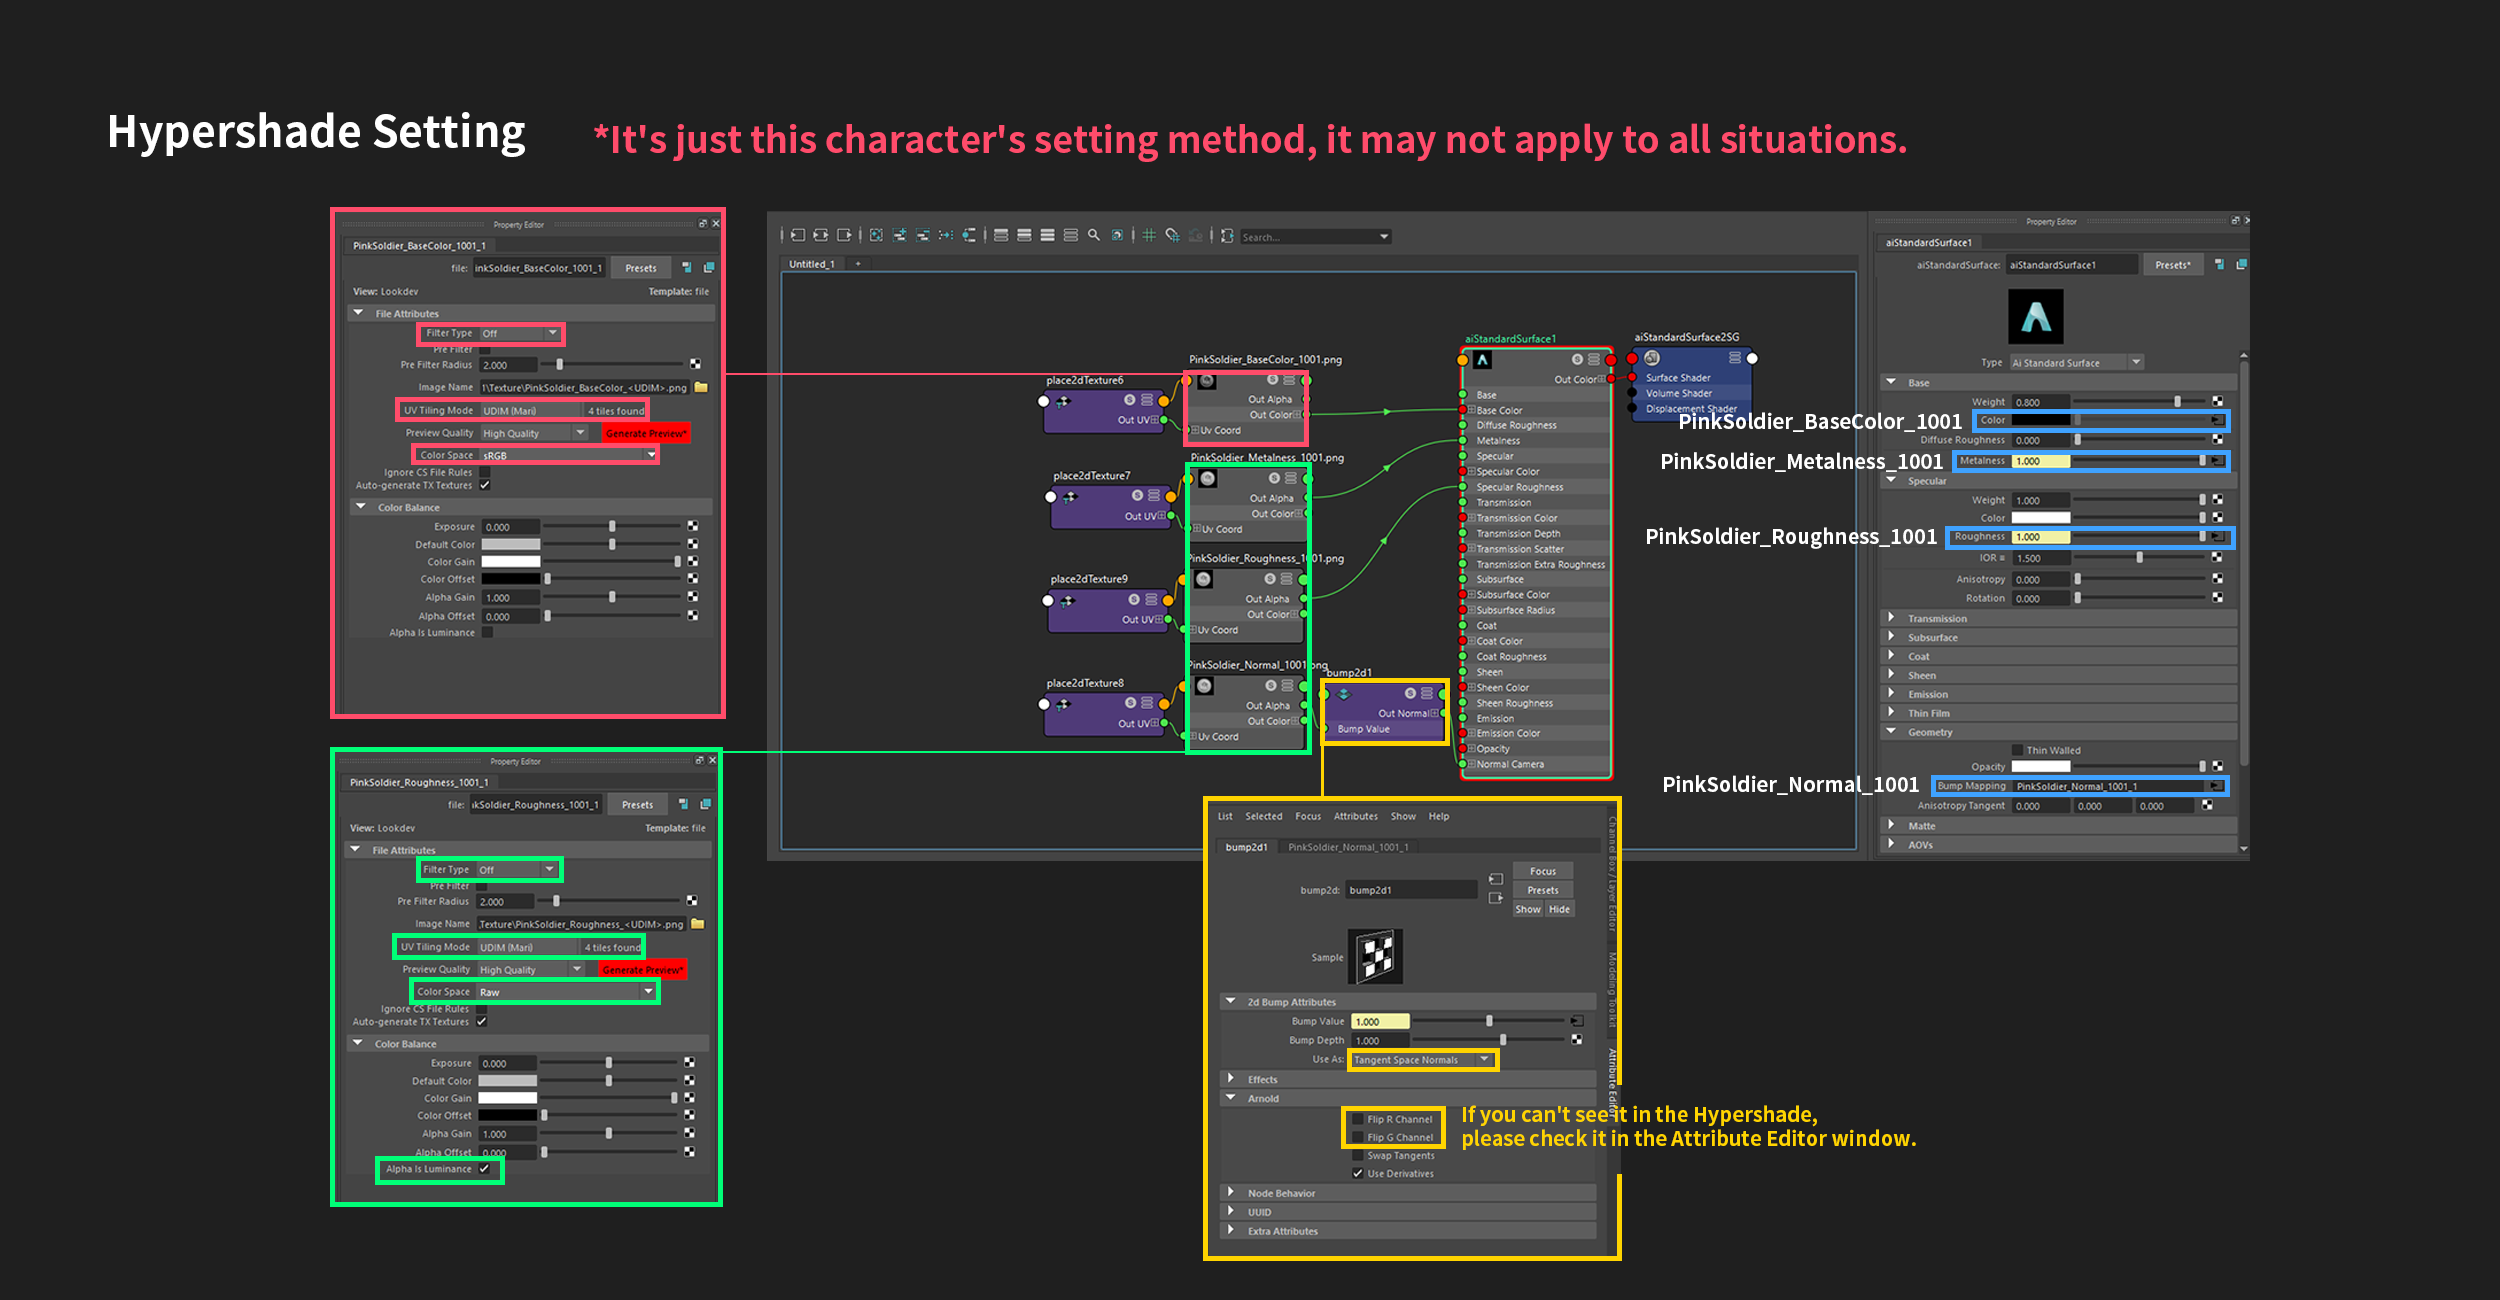 Hypershade Setting
*It's just this character's setting method, it may not apply to all situations.
Property Editor
PinkSoldier_BaseColor_1001_1
file: inkSoldier_BaseColor_1001_1 Presets
View: Lookdev Template: file
File Attributes
Filter Type Off
Pre Filter
Pre Filter Radius 2.000
Image Name \Texture\PinkSoldier_BaseColor_<UDIM>.png
UV Tiling Mode UDIM (Mari) 4 tiles found
Preview Quality High Quality Generate Preview*
Color Space sRGB
Ignore CS File Rules
Auto-generate TX Textures
Color Balance
Exposure 0.000
Default Color
Color Gain
Color Offset
Alpha Gain 1.000
Alpha Offset 0.000
Alpha Is Luminance
Property Editor
PinkSoldier_Roughness_1001_1
file: kSoldier_Roughness_1001_1 Presets
View: Lookdev Template: file
File Attributes
Filter Type Off
Pre Filter
Pre Filter Radius 2.000
Image Name Texture\PinkSoldier_Roughness_<UDIM>.png
UV Tiling Mode UDIM (Mari) 4 tiles found
Preview Quality High Quality Generate Preview*
Color Space Raw
Ignore CS File Rules
Auto-generate TX Textures
Color Balance
Exposure 0.000
Default Color
Color Gain
Color Offset
Alpha Gain 1.000
Alpha Offset 0.000
Alpha Is Luminance
Search...
Untitled_1 +
place2dTexture6
Out UV
PinkSoldier_BaseColor_1001.png
Out Alpha
Out Color
Uv Coord
place2dTexture7
Out UV
PinkSoldier_Metalness_1001.png
Out Alpha
Out Color
Uv Coord
place2dTexture9
Out UV
PinkSoldier_Roughness_1001.png
Out Alpha
Out Color
Uv Coord
place2dTexture8
Out UV
PinkSoldier_Normal_1001.png
Out Alpha
Out Color
Uv Coord
bump2d1
Out Normal
Bump Value
aiStandardSurface1
Out Color
Base
Base Color
Diffuse Roughness
Metalness
Specular
Specular Color
Specular Roughness
Transmission
Transmission Color
Transmission Depth
Transmission Scatter
Transmission Extra Roughness
Subsurface
Subsurface Color
Subsurface Radius
Coat
Coat Color
Coat Roughness
Sheen
Sheen Color
Sheen Roughness
Emission
Emission Color
Opacity
Normal Camera
aiStandardSurface2SG
Surface Shader
Volume Shader
Displacement Shader
PinkSoldier_BaseColor_1001
PinkSoldier_Metalness_1001
PinkSoldier_Roughness_1001
PinkSoldier_Normal_1001
Property Editor
aiStandardSurface1
aiStandardSurface: aiStandardSurface1 Presets*
Type Ai Standard Surface
Base
Weight 0.800
Color
Diffuse Roughness 0.000
Metalness 1.000
Specular
Weight 1.000
Color
Roughness 1.000
IOR 1.500
Anisotropy 0.000
Rotation 0.000
Transmission
Subsurface
Coat
Sheen
Emission
Thin Film
Geometry
Thin Walled
Opacity
Bump Mapping PinkSoldier_Normal_1001_1
Anisotropy Tangent 0.000 0.000 0.000
Matte
AOVs
List Selected Focus Attributes Show Help
bump2d1 PinkSoldier_Normal_1001_1
Focus
bump2d: bump2d1 Presets
Show Hide
Sample
2d Bump Attributes
Bump Value 1.000
Bump Depth 1.000
Use As: Tangent Space Normals
Effects
Arnold
Flip R Channel
Flip G Channel
Swap Tangents
Use Derivatives
Node Behavior
UUID
Extra Attributes
Channel Box / Layer Editor
Modeling Toolkit
Attribute Editor
If you can't see it in the Hypershade,
please check it in the Attribute Editor window.